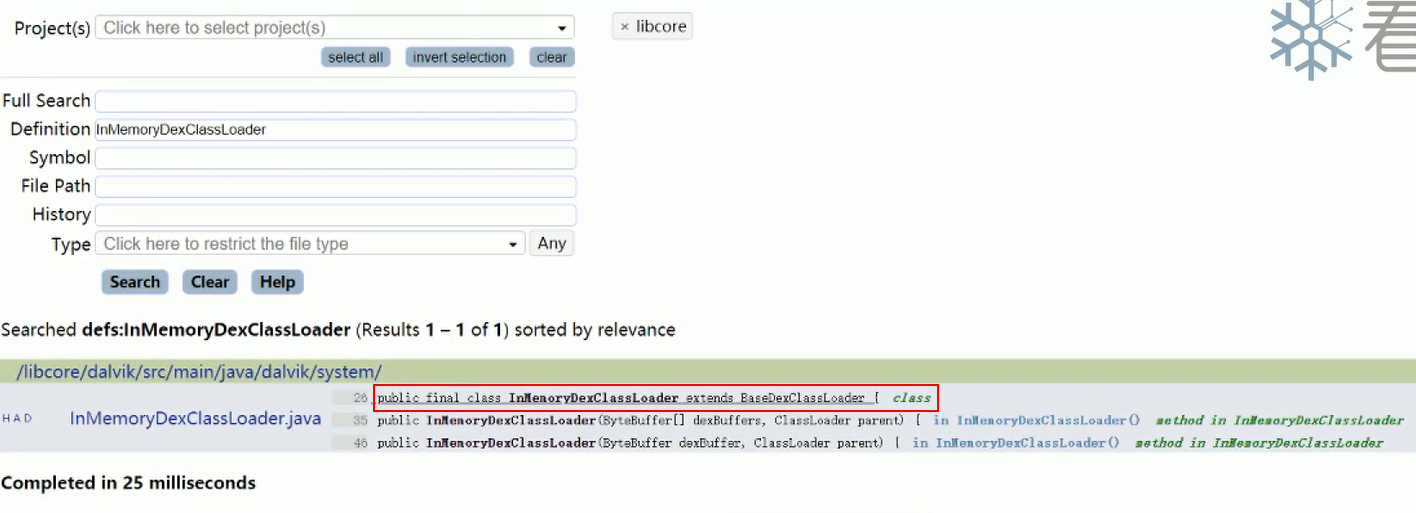 Project(s) Click here to select project(s) × libcore
select all invert selection clear
Full Search
Definition InMemoryDexClassLoader
Symbol
File Path
History
Type Click here to restrict the file type Any
Search Clear Help
Searched defs:InMemoryDexClassLoader (Results 1 – 1 of 1) sorted by relevance
/libcore/dalvik/src/main/java/dalvik/system/
26 public final class InMemoryDexClassLoader extends BaseDexClassLoader { class
H A D InMemoryDexClassLoader.java 35 public InMemoryDexClassLoader(ByteBuffer[] dexBuffers, ClassLoader parent) { in InMemoryDexClassLoader() method in InMemoryDexClassLoader
46 public InMemoryDexClassLoader(ByteBuffer dexBuffer, ClassLoader parent) { in InMemoryDexClassLoader() method in InMemoryDexClassLoader
Completed in 25 milliseconds
看